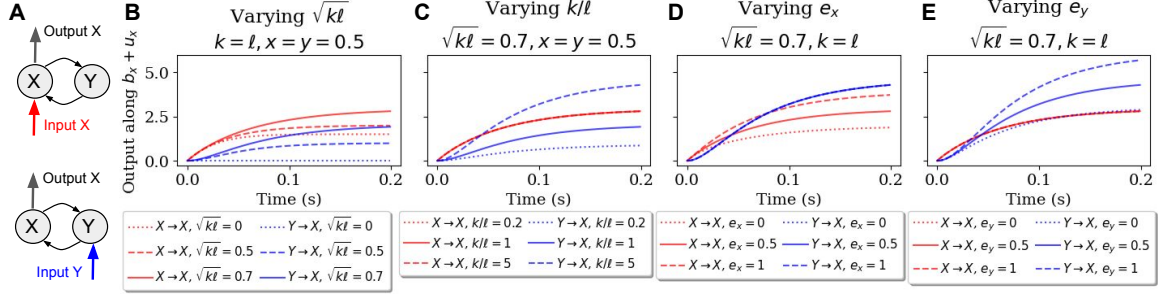 A
Output X
X
Y
Input X
Output X
X
Y
Input Y
B
Varying √kℓ
k = ℓ, x = y = 0.5
Output along b_x + u_x
5.0
2.5
0.0
0.0
0.1
0.2
Time (s)
X→X, √kℓ = 0
X→X, √kℓ = 0.5
X→X, √kℓ = 0.7
Y→X, √kℓ = 0
Y→X, √kℓ = 0.5
Y→X, √kℓ = 0.7
C
Varying k/ℓ
√kℓ = 0.7, x = y = 0.5
0.0
0.1
0.2
Time (s)
X→X, k/ℓ = 0.2
X→X, k/ℓ = 1
X→X, k/ℓ = 5
Y→X, k/ℓ = 0.2
Y→X, k/ℓ = 1
Y→X, k/ℓ = 5
D
Varying e_x
√kℓ = 0.7, k = ℓ
0.0
0.1
0.2
Time (s)
X→X, e_x = 0
X→X, e_x = 0.5
X→X, e_x = 1
Y→X, e_x = 0
Y→X, e_x = 0.5
Y→X, e_x = 1
E
Varying e_y
√kℓ = 0.7, k = ℓ
0.0
0.1
0.2
Time (s)
X→X, e_y = 0
X→X, e_y = 0.5
X→X, e_y = 1
Y→X, e_y = 0
Y→X, e_y = 0.5
Y→X, e_y = 1